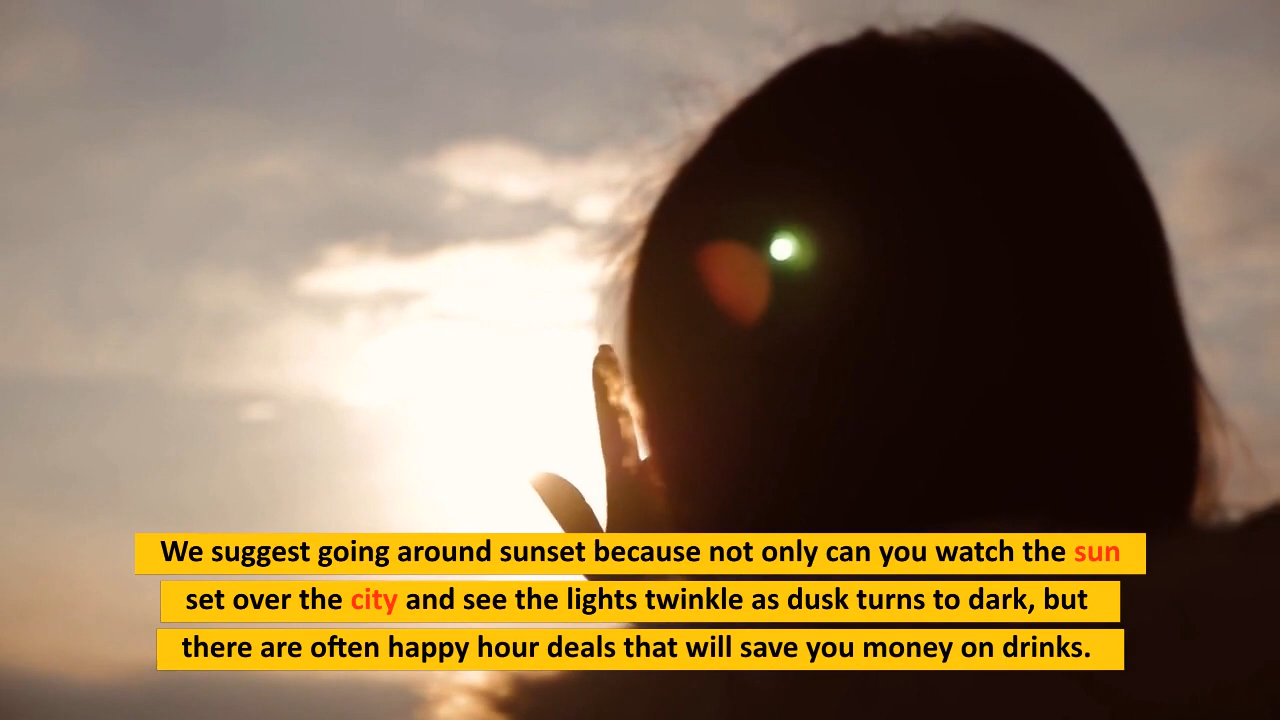 We suggest going around sunset because not only can you watch the sun
set over the city and see the lights twinkle as dusk turns to dark, but
there are often happy hour deals that will save you money on drinks.